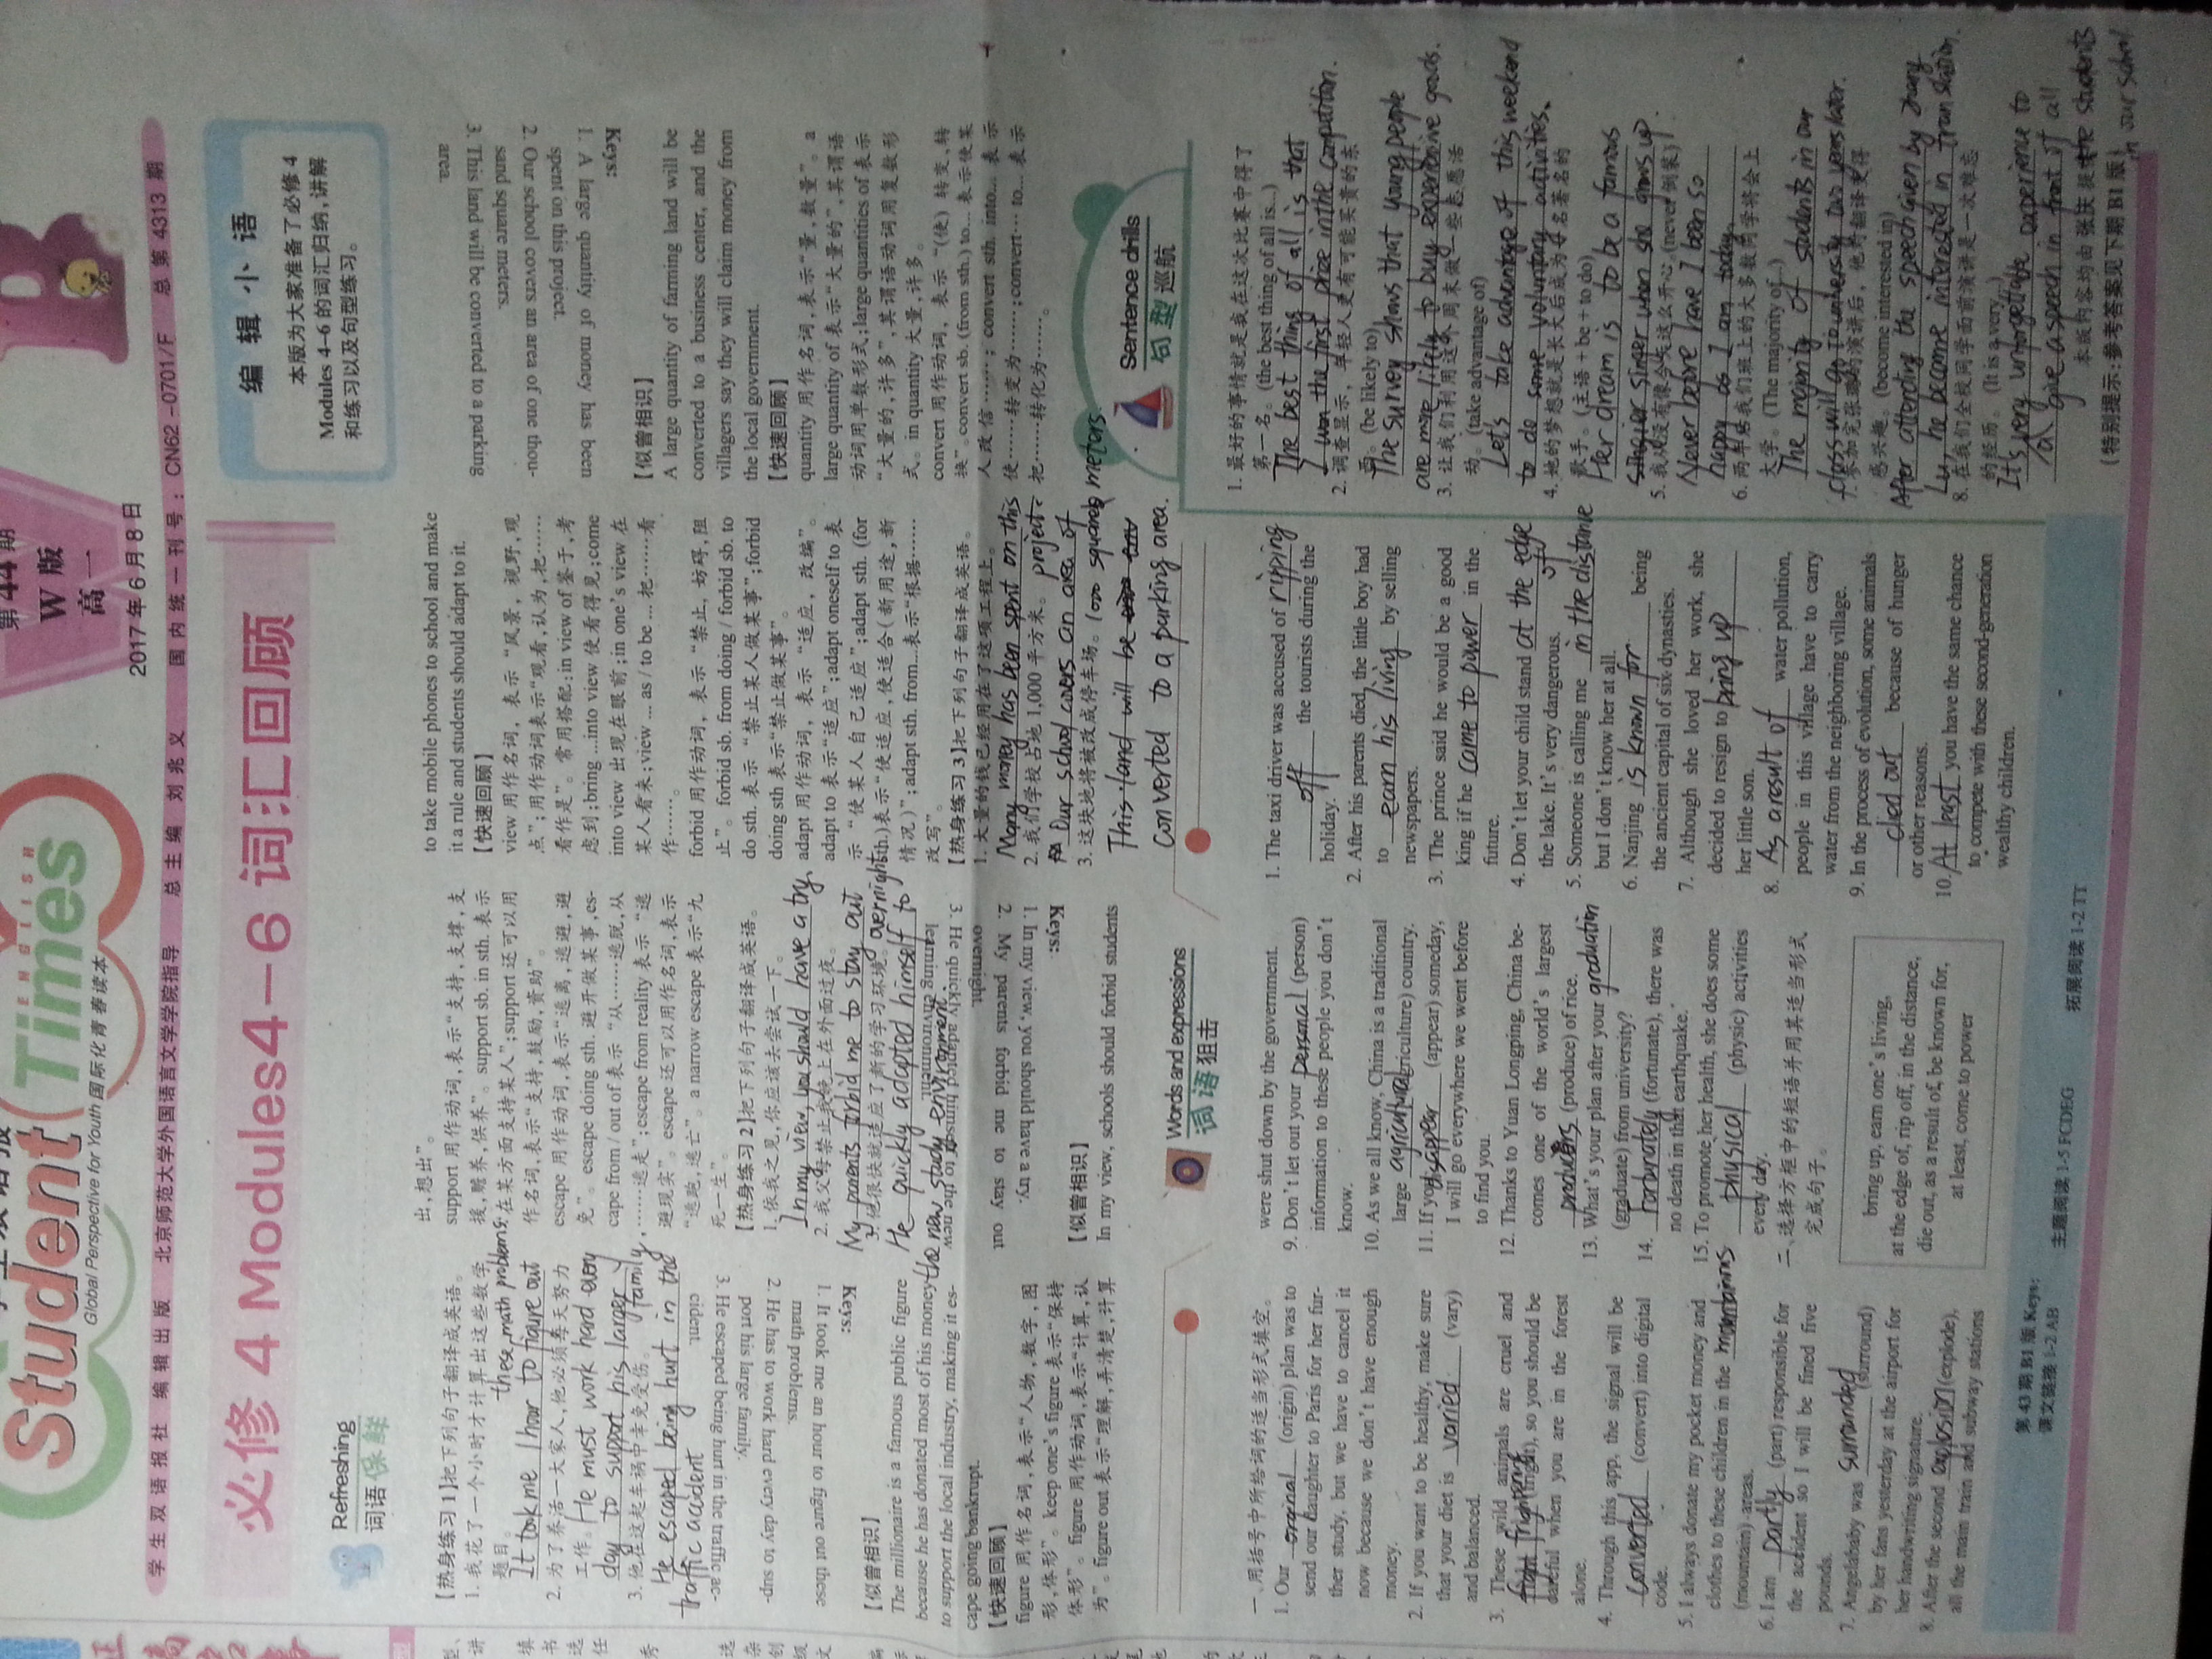 学生双语报
ENGLISH
Student Times
Global Perspective for Youth 国际化青春读本
第44期
W 版
高一
2017年6月8日
B
学生双语报社 编辑出版 北京师范大学外国语言文学学院指导 总主编 刘兆义 国内统一刊号：CN62-0701/F 总第4313期
必修 4 Modules4-6 词汇回顾
编辑小语
本版为大家准备了必修4
Modules 4-6 的词汇归纳,讲解
和练习以及句型练习。
Refreshing
词语保鲜
【热身练习1】把下列句子翻译成英语。
1. 我花了一个小时才计算出这些数学
题目。
these math problems.
It took me 1 hour to figure out
2. 为了养活一大家人,他必须每天努力
工作。He must work hard every
day to support his larger
family.
3. 他在这起车祸中幸免受伤。
He escaped being hurt in the
traffic accident
Keys:
1. It took me an hour to figure out these
math problems.
2. He has to work hard every day to sup-
port his large family.
3. He escaped being hurt in the traffic ac-
cident.
【似曾相识】
The millionaire is a famous public figure
because he has donated most of his money
to support the local industry, making it es-
cape going bankrupt.
【快速回顾】
figure 用作名词,表示“人物,数字,图
形,体形”。keep one's figure 表示“保持
体形”。figure 用作动词,表示“计算,认
为”。figure out 表示“理解,弄清楚,计算
出,想出”。
support 用作动词,表示“支持,支撑,支
援,赡养,供养”。support sb. in sth. 表示
“在某方面支持某人”;support 还可以用
作名词,表示“支持,鼓励,资助”。
escape 用作动词,表示“逃离,逃避,避
免”。escape doing sth. 避开做某事,es-
cape from / out of 表示 “从……逃脱,从
……逃走”;escape from reality 表示 “逃
避现实”。escape 还可以用作名词,表示
“逃跑,逃亡”。a narrow escape 表示“九
死一生”。
【热身练习2】把下列句子翻译成英语。
1. 依我之见,你应该去尝试一下。
In my view, you should have a try.
2. 我父母禁止我晚上在外面过夜。
My parents forbid me to stay out
overnight
3. 他很快就适应了新的学习环境。
He quickly adapted himself to
the new study environment.
Keys:
1. In my view, you should have a try.
2. My parents forbid me to stay out
overnight.
3. He quickly adapted himself to the new
learning environment.
【似曾相识】
In my view, schools should forbid students
to take mobile phones to school and make
it a rule and students should adapt to it.
【快速回顾】
view 用作名词, 表示 “风景, 视野,观
点”;用作动词表示“观看,认为,把……
看作是”。常用搭配:in view of 鉴于,考
虑到;bring ...into view 使看得见;come
into view 出现在眼前;in one's view 在
某人看来;view ... as / to be ... 把……看
作……。
forbid 用作动词, 表示 “禁止, 妨碍,阻
止”。forbid sb. from doing / forbid sb. to
do sth. 表示 “禁止某人做某事”;forbid
doing sth 表示“禁止做某事”。
adapt 用作动词, 表示 “适应, 改编”。
adapt to 表示“适应”;adapt oneself to 表
示 “使某人自己适应”;adapt sth. (for
sth.)表示“使适应,使适合(新用途,新
情况)”;adapt sth. from...表示“根据……
改写”。
【热身练习3】把下列句子翻译成英语。
1. 大量的钱已经用在了这项工程上。
Many money has been spent on this
project
2. 我们学校占地 1,000 平方米。
Our school covers an area of
1000 square meters.
3. 这块地将被改成停车场。
This land will be
converted to a parking area.
Keys:
1. A large quantity of money has been
spent on this project.
2. Our school covers an area of one thou-
sand square meters.
3. This land will be converted to a parking
area.
【似曾相识】
A large quantity of farming land will be
converted to a business center, and the
villagers say they will claim money from
the local government.
【快速回顾】
quantity 用作名词,表示“量,数量”。a
large quantity of 表示“大量的”,其谓语
动词用单数形式;large quantities of 表示
“大量的,许多”,其谓语动词用复数形
式。in quantity 大量,许多。
convert 用作动词, 表示 “(使) 转变,转
换”。convert sb. (from sth.) to... 表示使某
人改信……; convert sth. into... 表示
使……转变为……;convert… to... 表示
把……转化为……。
Words and expressions
词语狙击
一、用括号中所给词的适当形式填空。
1. Our orginal (origin) plan was to
send our daughter to Paris for her fur-
ther study, but we have to cancel it
now because we don't have enough
money.
2. If you want to be healthy, make sure
that your diet is varied (vary)
and balanced.
3. These wild animals are cruel and
frightening (fright), so you should be
careful when you are in the forest
alone.
4. Through this app, the signal will be
converted (convert) into digital
code.
5. I always donate my pocket money and
clothes to these children in the mountainous
(mountain) areas.
6. I am partly (part) responsible for
the accident so I will be fined five
pounds.
7. Angelababy was surrounded (surround)
by her fans yesterday at the airport for
her handwriting signature.
8. After the second explosion (explode),
all the main train and subway stations
were shut down by the government.
9. Don't let out your personal (person)
information to these people you don't
know.
10. As we all know, China is a traditional
large agricultural (agriculture) country.
11. If you disappear (appear) someday,
I will go everywhere we went before
to find you.
12. Thanks to Yuan Longping, China be-
comes one of the world's largest
producers (produce) of rice.
13. What's your plan after your graduation
(graduate) from university?
14. Fortunately (fortunate), there was
no death in that earthquake.
15. To promote her health, she does some
physical (physic) activities
every day.
二、选择方框中的短语并用其适当形式
完成句子。
bring up, earn one's living,
at the edge of, rip off, in the distance,
die out, as a result of, be known for,
at least, come to power
1. The taxi driver was accused of ripping
off the tourists during the
holiday.
2. After his parents died, the little boy had
to earn his living by selling
newspapers.
3. The prince said he would be a good
king if he came to power in the
future.
4. Don't let your child stand at the edge
of the lake. It's very dangerous.
5. Someone is calling me in the distance
but I don't know her at all.
6. Nanjing is known for being
the ancient capital of six dynasties.
7. Although she loved her work, she
decided to resign to bring up
her little son.
8. As a result of water pollution,
people in this village have to carry
water from the neighboring village.
9. In the process of evolution, some animals
died out because of hunger
or other reasons.
10. At least you have the same chance
to compete with these second-generation
wealthy children.
Sentence drills
句型巡航
1. 最好的事情就是我在这次比赛中得了
第一名。(the best thing of all is...)
The best thing of all is that
I won the first prize in the competition.
2. 调查显示, 年轻人更有可能买贵的东
西。(be likely to)
The survey shows that young people
are more likely to buy expensive goods.
3. 让我们利用这个周末做一些志愿活
动。(take advantage of)
Let's take advantage of this weekend
to do some voluntary activities.
4. 她的梦想就是长大后成为一名著名的
歌手。(主语+be+to do)
Her dream is to be a famous
singer when she grows up.
5. 我从没有像今天这么开心。(never 倒装)
Never before have I been so
happy as I am today.
6. 两年后我们班上的大多数同学将会上
大学。(The majority of...)
The majority of students in our
class will go to university two years later.
7. 参加完张璐的演讲后, 他对翻译变得
感兴趣。(become interested in)
After attending the speech given by Zhang
Lu, he became interested in translation.
8. 在我们全校同学面前演讲是一次难忘
的经历。 (It is a very...)
It's a very unforgettable experience to
give a speech in front of all
the students
in our school
本版内容均由 张庆 提供
(特别提示:参考答案见下期B1版)
第43期B1版Keys:
课文链接 1-2 AB 主题阅读 1-5 FCDEG 拓展阅读 1-2 TT